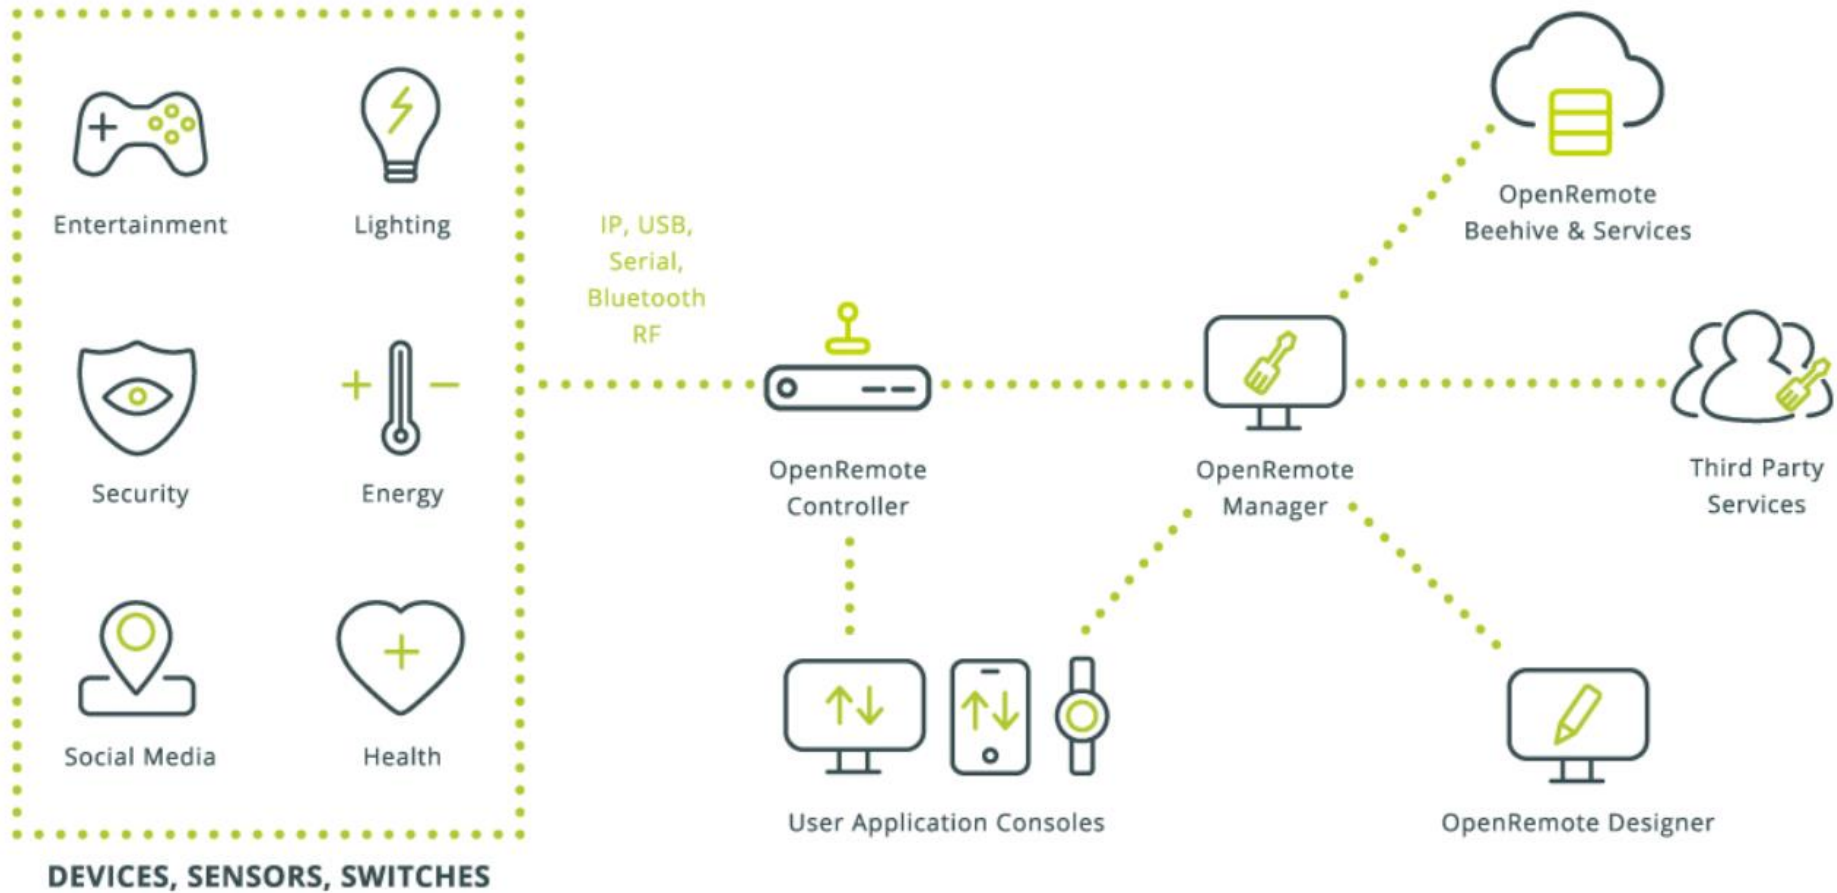 Entertainment
Lighting
Security
Energy
Social Media
Health
DEVICES, SENSORS, SWITCHES
IP, USB,
Serial,
Bluetooth
RF
OpenRemote
Controller
OpenRemote
Manager
OpenRemote
Beehive & Services
Third Party
Services
User Application Consoles
OpenRemote Designer